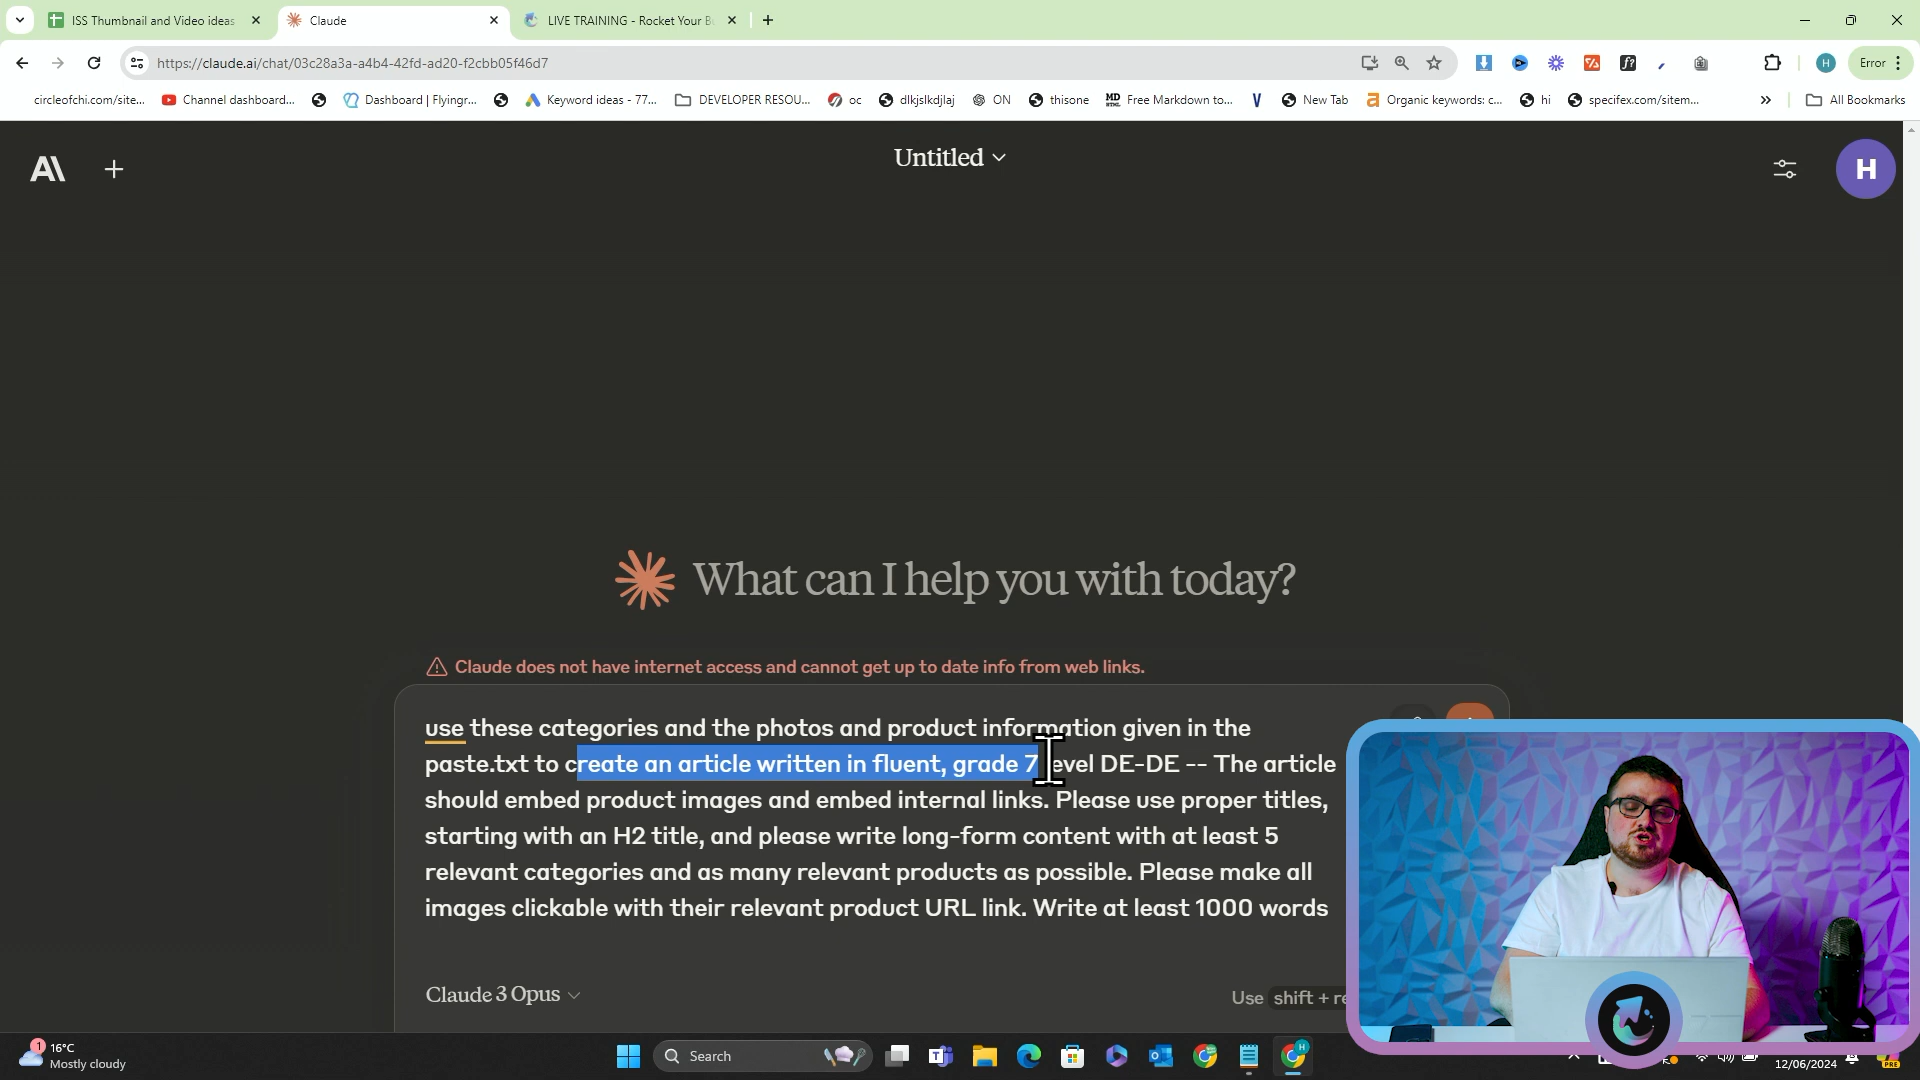 ISS Thumbnail and Video ideas
Claude
LIVE TRAINING - Rocket Your B
https://claude.ai/chat/03c28a3a-a4b4-42fd-ad20-f2cbb05f46d7
Error
circleofchi.com/site...
Channel dashboard...
Dashboard | Flyingr...
Keyword ideas - 77...
DEVELOPER RESOU...
oc
dlkjslkdjlaj
ON
thisone
Free Markdown to...
New Tab
Organic keywords: c...
hi
specifex.com/sitem...
»
All Bookmarks
A\
Untitled
H
What can I help you with today?
Claude does not have internet access and cannot get up to date info from web links.
use these categories and the photos and product information given in the
paste.txt to create an article written in fluent, grade 7 level DE-DE -- The article
should embed product images and embed internal links. Please use proper titles,
starting with an H2 title, and please write long-form content with at least 5
relevant categories and as many relevant products as possible. Please make all
images clickable with their relevant product URL link. Write at least 1000 words
Claude 3 Opus
Use shift + re
1
16°C
Mostly cloudy
Search
12/06/2024
PRE